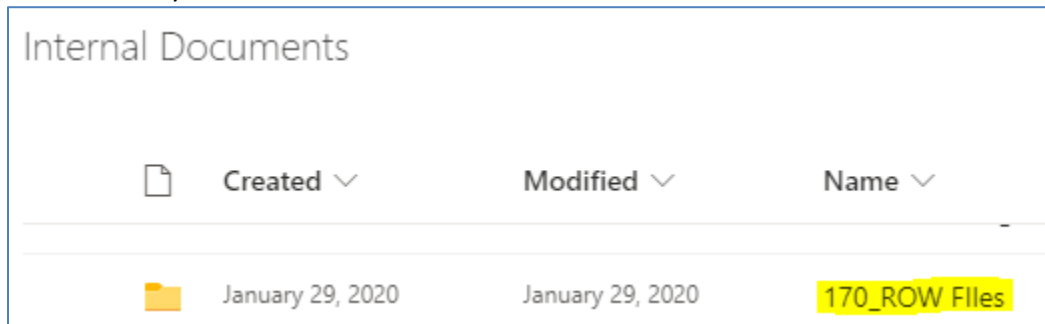 Internal Documents
Created Modified Name
January 29, 2020 January 29, 2020 170_ROW FIles